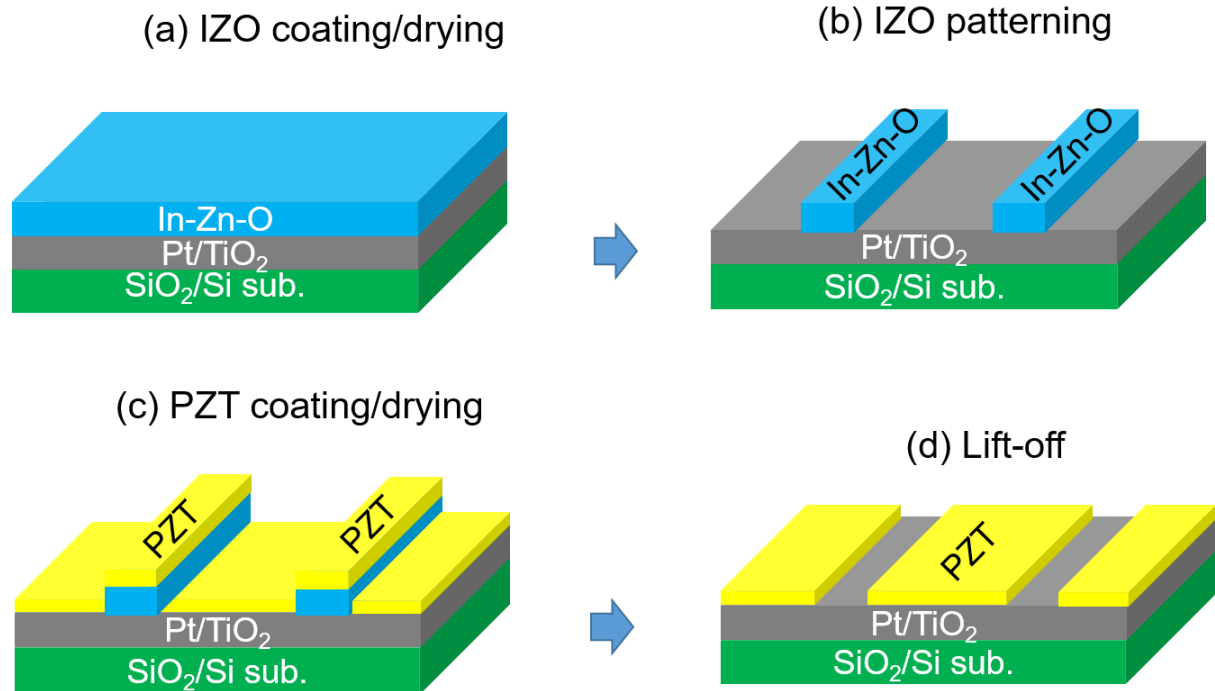 (a) IZO coating/drying
In-Zn-O
Pt/TiO₂
SiO₂/Si sub.
(b) IZO patterning
In-Zn-O
In-Zn-O
Pt/TiO₂
SiO₂/Si sub.
(c) PZT coating/drying
PZT
PZT
Pt/TiO₂
SiO₂/Si sub.
(d) Lift-off
PZT
Pt/TiO₂
SiO₂/Si sub.